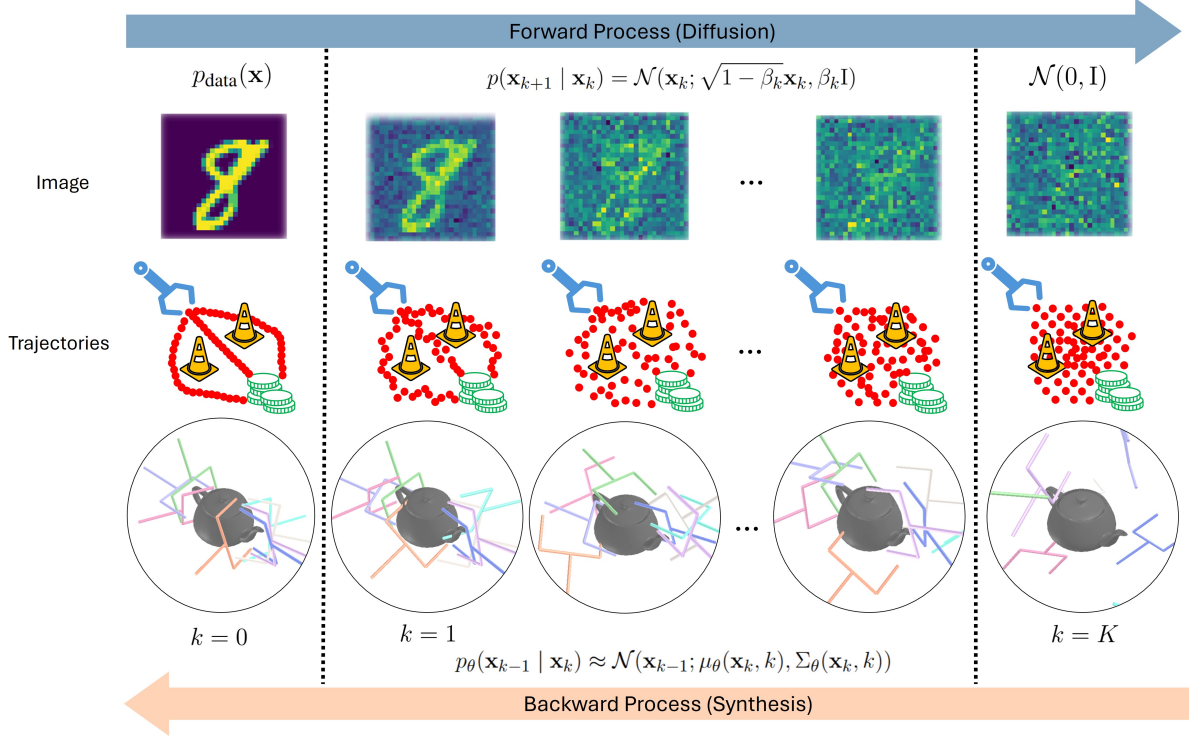 Forward Process (Diffusion)
p_data(x)
p(x_{k+1} | x_k) = N(x_k; √(1 − β_k) x_k, β_k I)
N(0, I)
Image
...
Trajectories
...
...
k = 0
k = 1
k = K
p_θ(x_{k−1} | x_k) ≈ N(x_{k−1}; μ_θ(x_k, k), Σ_θ(x_k, k))
Backward Process (Synthesis)